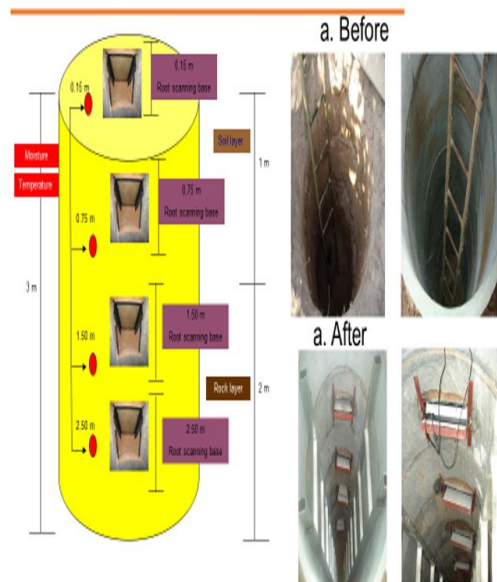 a. Before
0.15 m
Root scanning base
0.15 m
Soil layer
Moisture
Temperature
1 m
0.75 m
Root scanning base
0.75 m
3 m
a. After
1.50 m
Root scanning base
1.50 m
Rock layer
2 m
2.50 m
Root scanning base
2.50 m